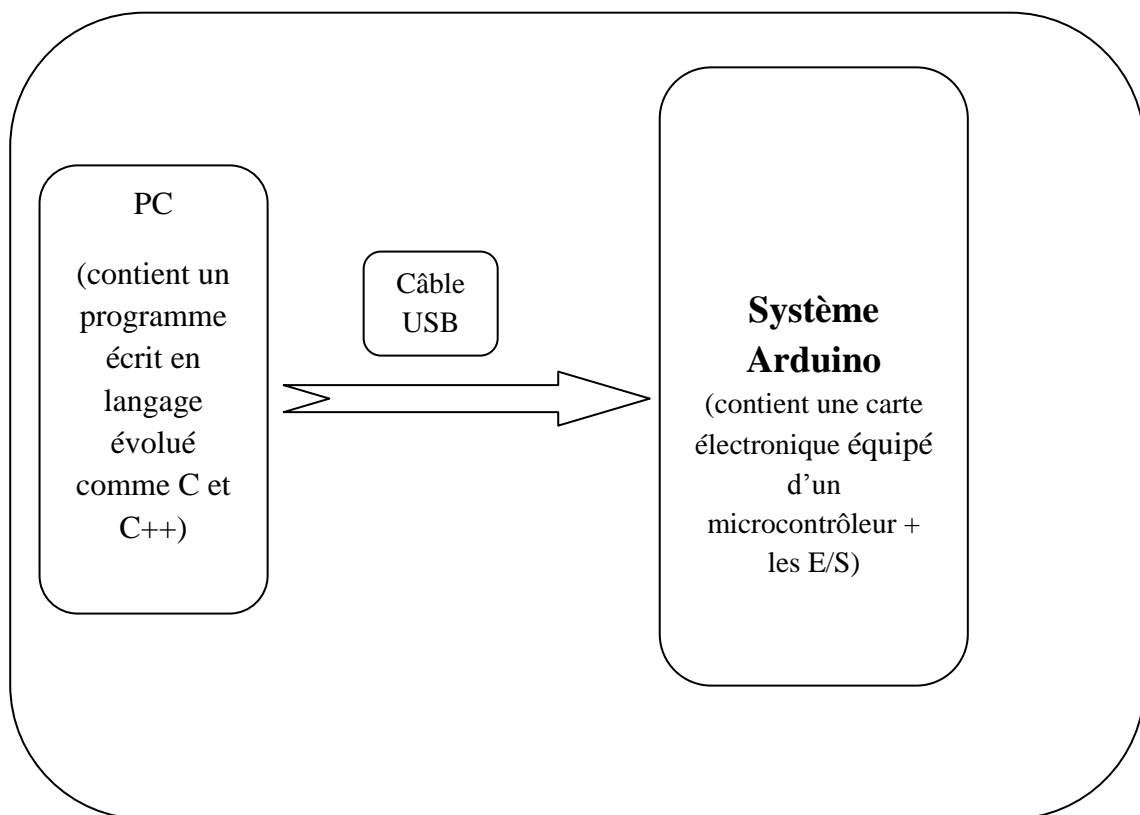 PC
(contient un
programme
écrit en
langage
évolué
comme C et
C++)
Câble
USB
Système
Arduino
(contient une carte
électronique équipé
d’un
microcontrôleur +
les E/S)